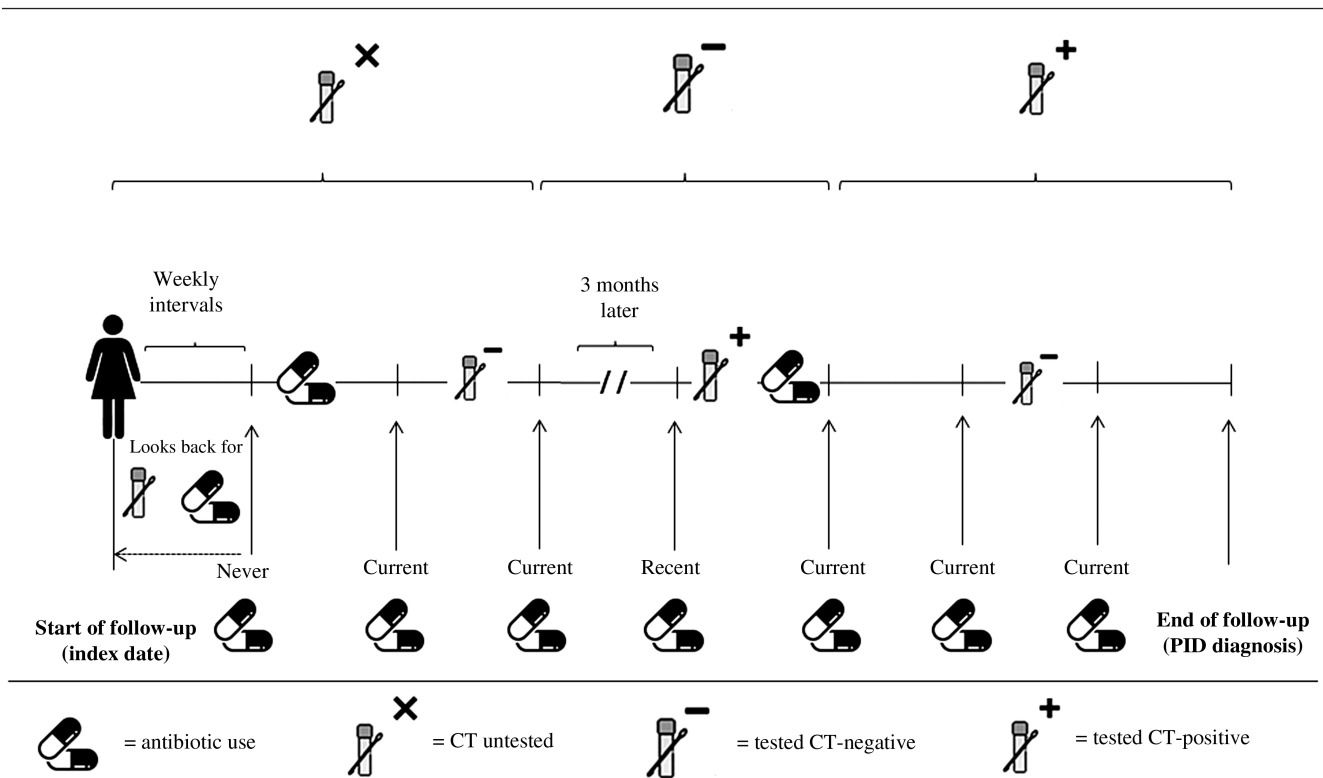 Weekly
intervals
3 months
later
Looks back for
Never
Current
Current
Recent
Current
Current
Current
Start of follow-up
(index date)
End of follow-up
(PID diagnosis)
= antibiotic use
= CT untested
= tested CT-negative
= tested CT-positive